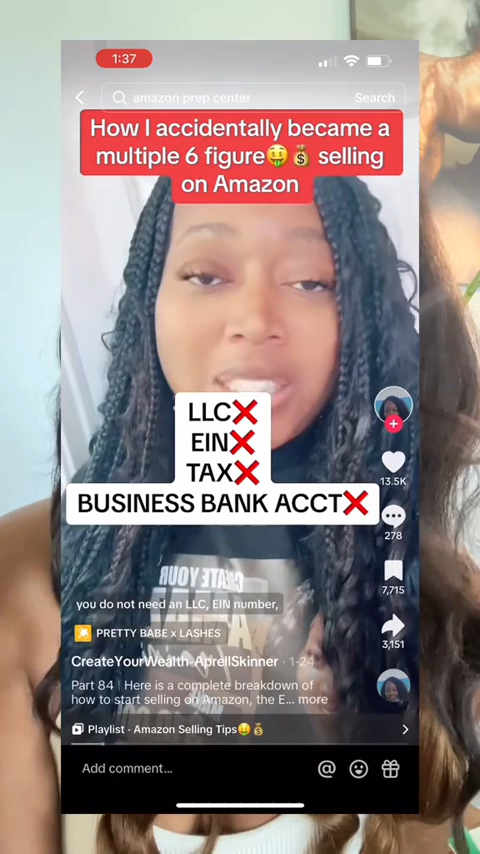 1:37
amazon prep center
Search
How I accidentally became a
multiple 6 figure🤑💰 selling
on Amazon
LLC❌
EIN❌
TAX❌
BUSINESS BANK ACCT❌
13.5K
278
7,715
3,151
CREATE YOUR
you do not need an LLC, EIN number,
PRETTY BABE x LASHES
CreateYourWealth-AprellSkinner · 1-24
Part 84 | Here is a complete breakdown of
how to start selling on Amazon, the E... more
Playlist · Amazon Selling Tips🤑💰
Add comment...